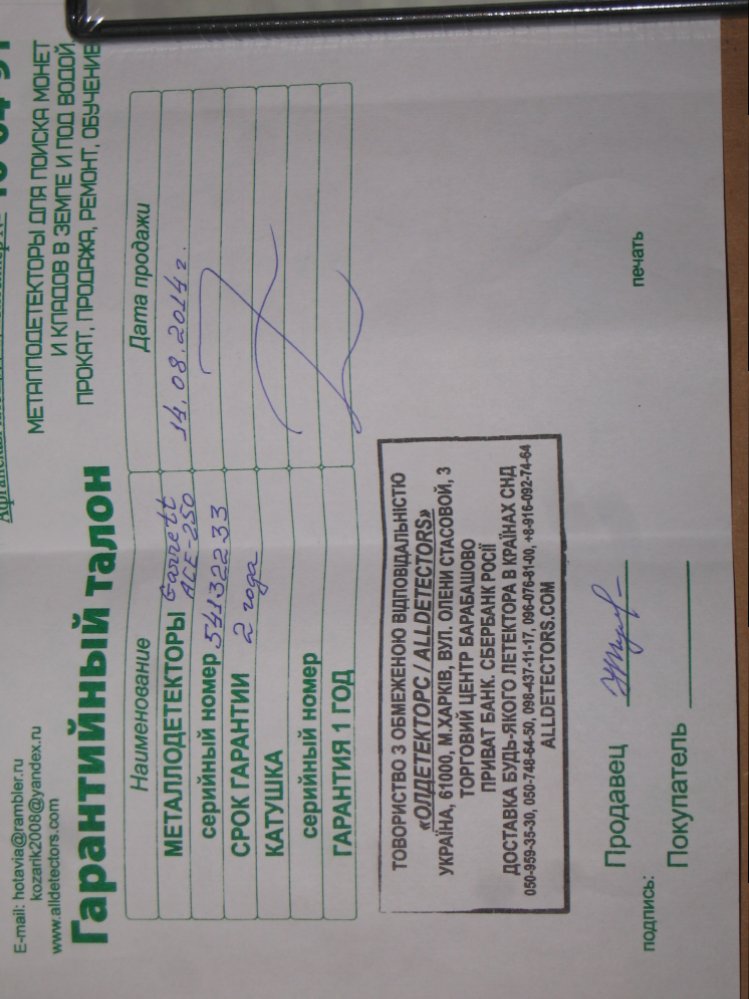 E-mail: hotavia@rambler.ru
kozarik2008@yandex.ru
www.alldetectors.com
МЕТАЛЛОДЕТЕКТОРЫ ДЛЯ ПОИСКА МОНЕТ
И КЛАДОВ В ЗЕМЛЕ И ПОД ВОДОЙ.
ПРОКАТ, ПРОДАЖА, РЕМОНТ, ОБУЧЕНИЕ
Гарантийный талон
Наименование Дата продажи
МЕТАЛЛОДЕТЕКТОРЫ Garrett ACE-250 14.08.2014г.
серийный номер 54132233
СРОК ГАРАНТИИ 2 года
КАТУШКА
серийный номер
ГАРАНТИЯ 1 ГОД
ТОВОРИСТВО З ОБМЕЖЕНОЮ ВІДПОВІДАЛЬНІСТЮ
«ОЛДЕТЕКТОРС / ALLDETECTORS»
УКРАЇНА, 61000, М.ХАРКІВ, ВУЛ. ОЛЕНИ СТАСОВОЙ, 3
ТОРГОВИЙ ЦЕНТР БАРАБАШОВО
ПРИВАТ БАНК. СБЕРБАНК РОСІЇ
ДОСТАВКА БУДЬ-ЯКОГО ЛЕТЕКТОРА В КРАЇНАХ СНД
050-959-35-30, 050-748-64-50, 098-437-11-17, 096-076-81-00, +8-916-092-74-64
ALLDETECTORS.COM
подпись: Продавец
Покупатель
печать